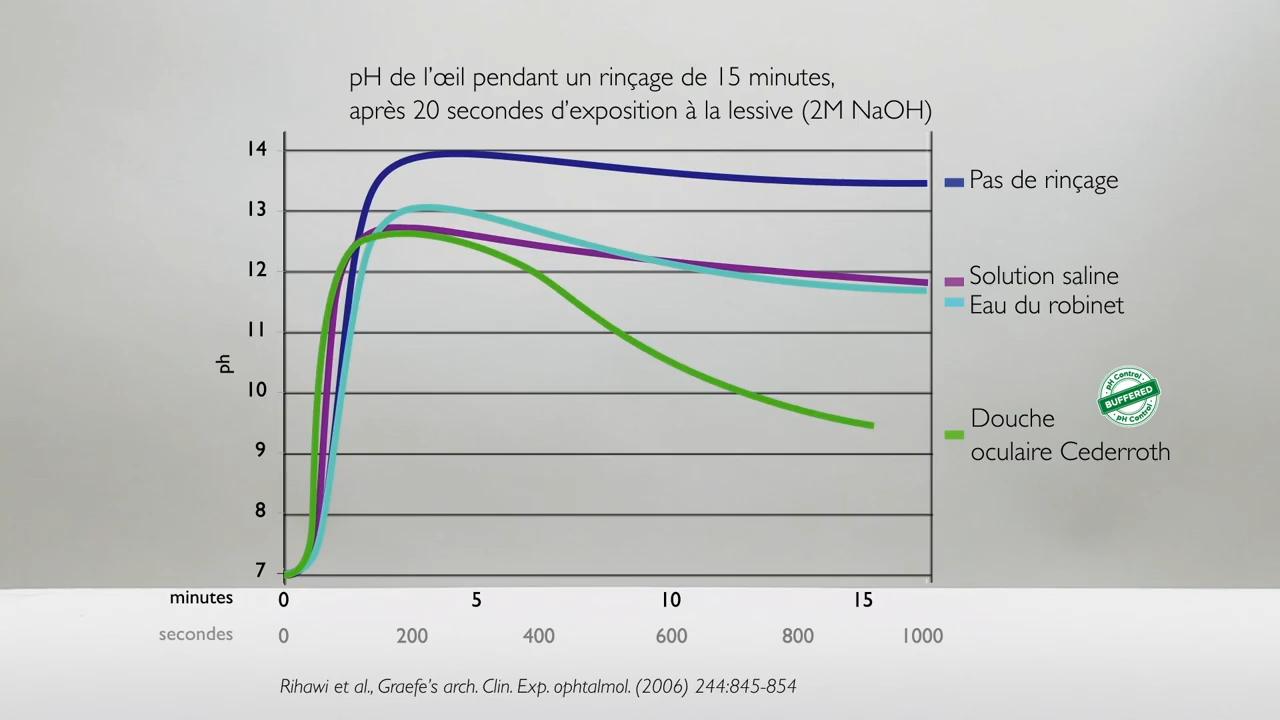 pH de l'œil pendant un rinçage de 15 minutes,
après 20 secondes d'exposition à la lessive (2M NaOH)
14
13
12
11
10
9
8
7
ph
Pas de rinçage
Solution saline
Eau du robinet
pH Control
BUFFERED
pH Control
Douche
oculaire Cederroth
minutes 0 5 10 15
secondes 0 200 400 600 800 1000
Rihawi et al., Graefe's arch. Clin. Exp. ophtalmol. (2006) 244:845-854